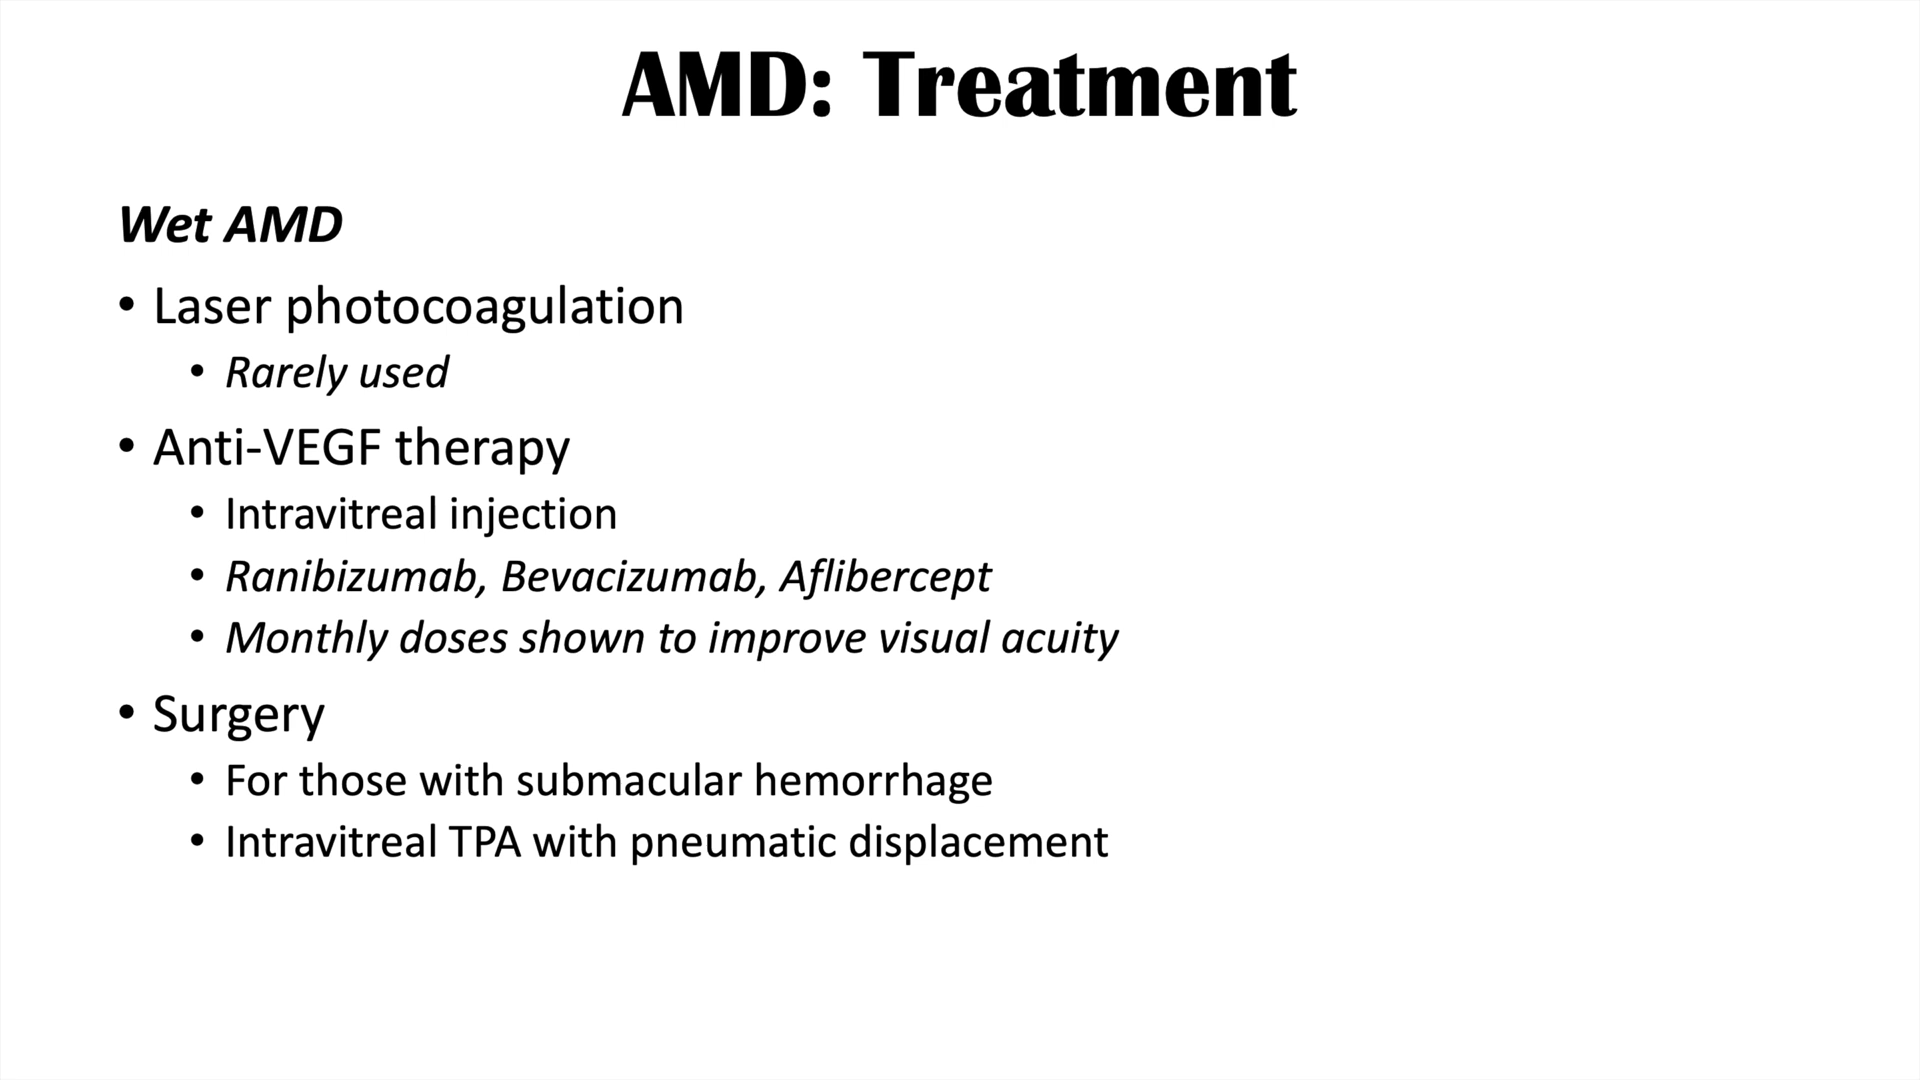 AMD: Treatment
Wet AMD
• Laser photocoagulation
• Rarely used
• Anti-VEGF therapy
• Intravitreal injection
• Ranibizumab, Bevacizumab, Aflibercept
• Monthly doses shown to improve visual acuity
• Surgery
• For those with submacular hemorrhage
• Intravitreal TPA with pneumatic displacement